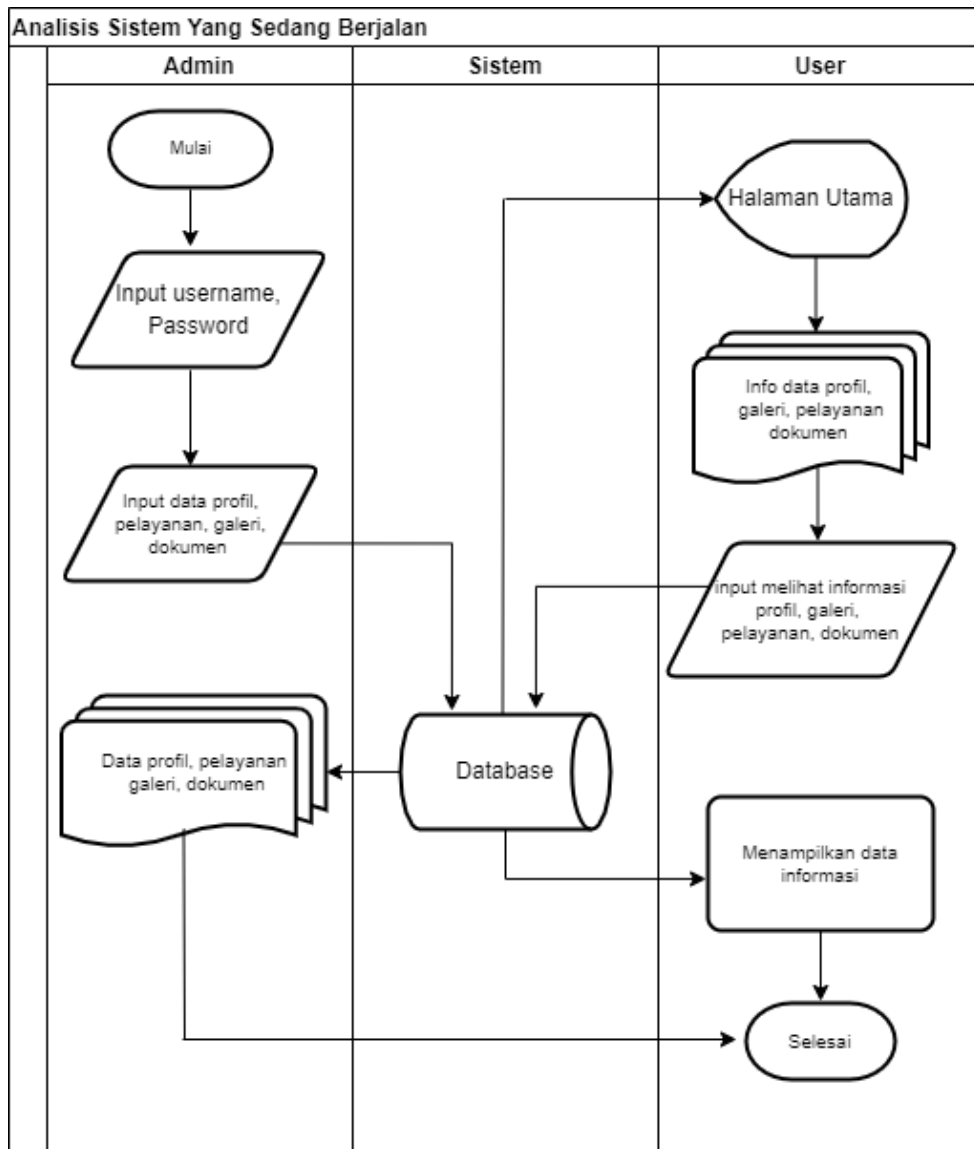 Analisis Sistem Yang Sedang Berjalan
Admin
Sistem
User
Mulai
Input username,
Password
Input data profil,
pelayanan, galeri,
dokumen
Data profil, pelayanan
galeri, dokumen
Database
Halaman Utama
Info data profil,
galeri, pelayanan
dokumen
input melihat informasi
profil, galeri,
pelayanan, dokumen
Menampilkan data
informasi
Selesai